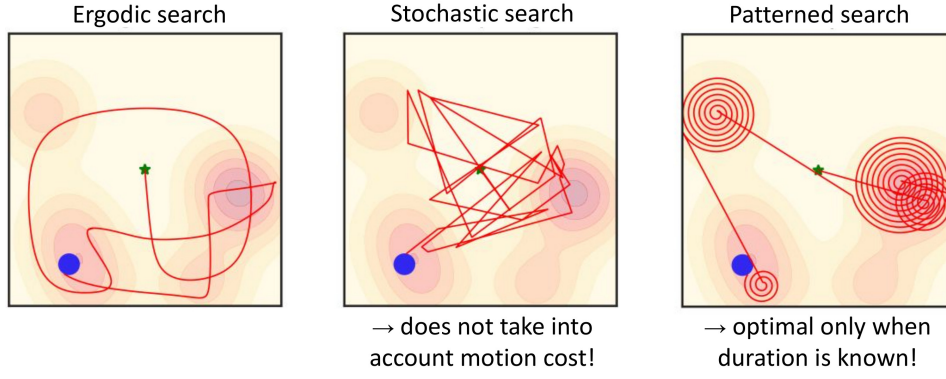 Ergodic search
Stochastic search
Patterned search
→ does not take into
account motion cost!
→ optimal only when
duration is known!